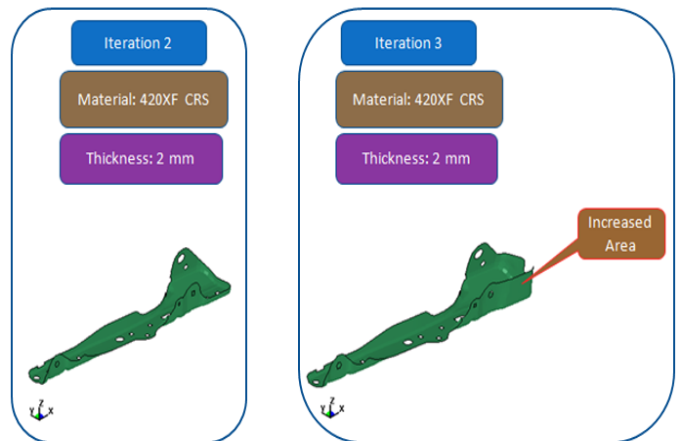 Iteration 2
Material: 420XF CRS
Thickness: 2 mm
Z
Y X
Iteration 3
Material: 420XF CRS
Thickness: 2 mm
Increased
Area
Z
Y X